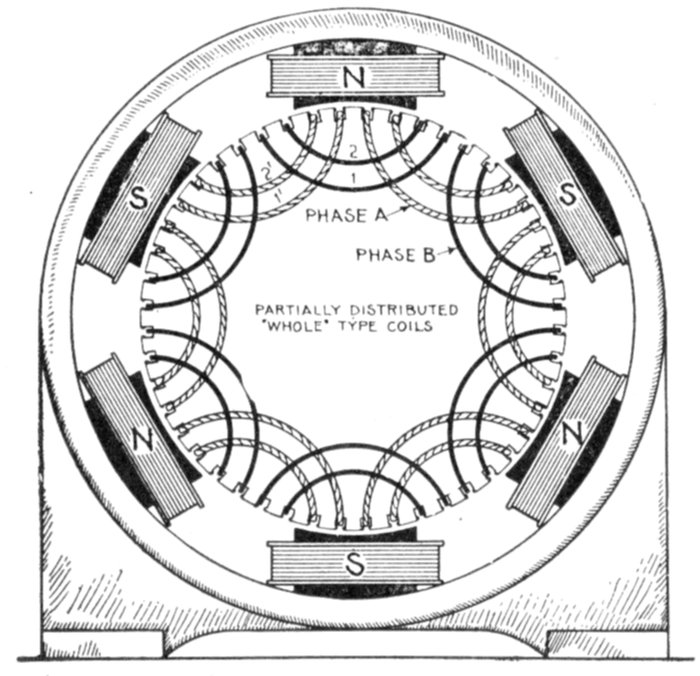 N
S
S
2'
2
1'
1
PHASE A
PHASE B
PARTIALLY DISTRIBUTED
"WHOLE" TYPE COILS
N
N
S